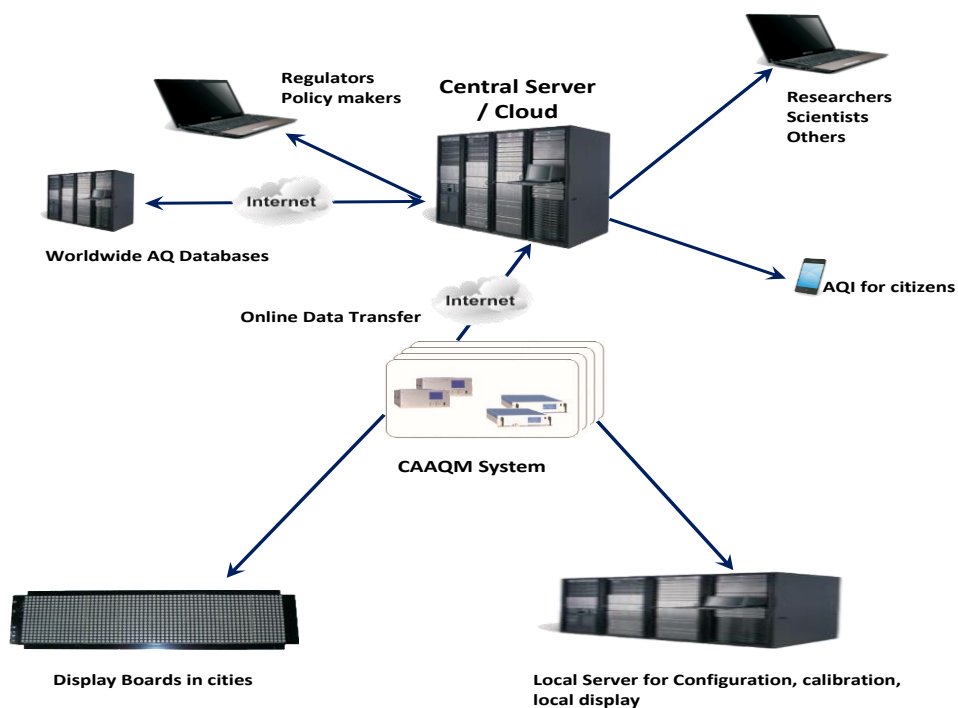 Regulators
Policy makers
Central Server
/ Cloud
Researchers
Scientists
Others
Internet
Worldwide AQ Databases
AQI for citizens
Internet
Online Data Transfer
CAAQM System
Display Boards in cities
Local Server for Configuration, calibration,
local display